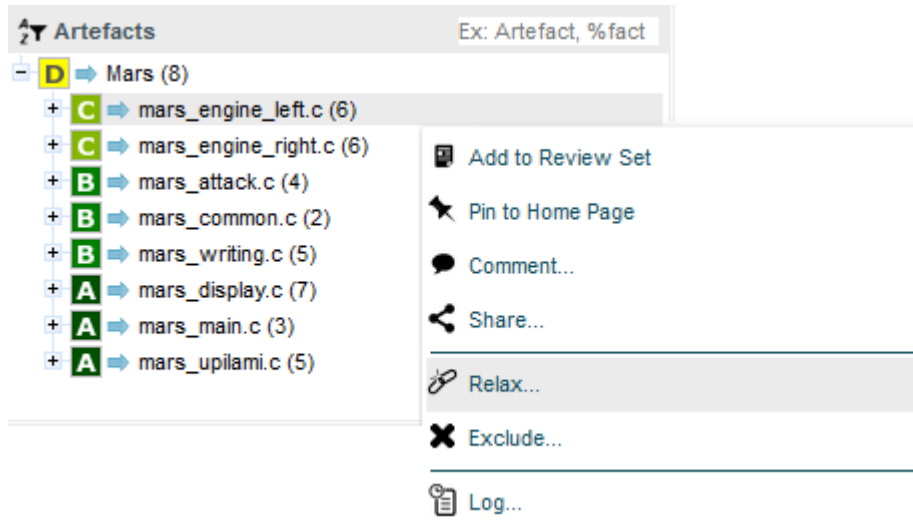 A
Z Artefacts Ex: Artefact, %fact
D Mars (8)
C mars_engine_left.c (6)
C mars_engine_right.c (6)
B mars_attack.c (4)
B mars_common.c (2)
B mars_writing.c (5)
A mars_display.c (7)
A mars_main.c (3)
A mars_upilami.c (5)
Add to Review Set
Pin to Home Page
Comment...
Share...
Relax...
Exclude...
Log...